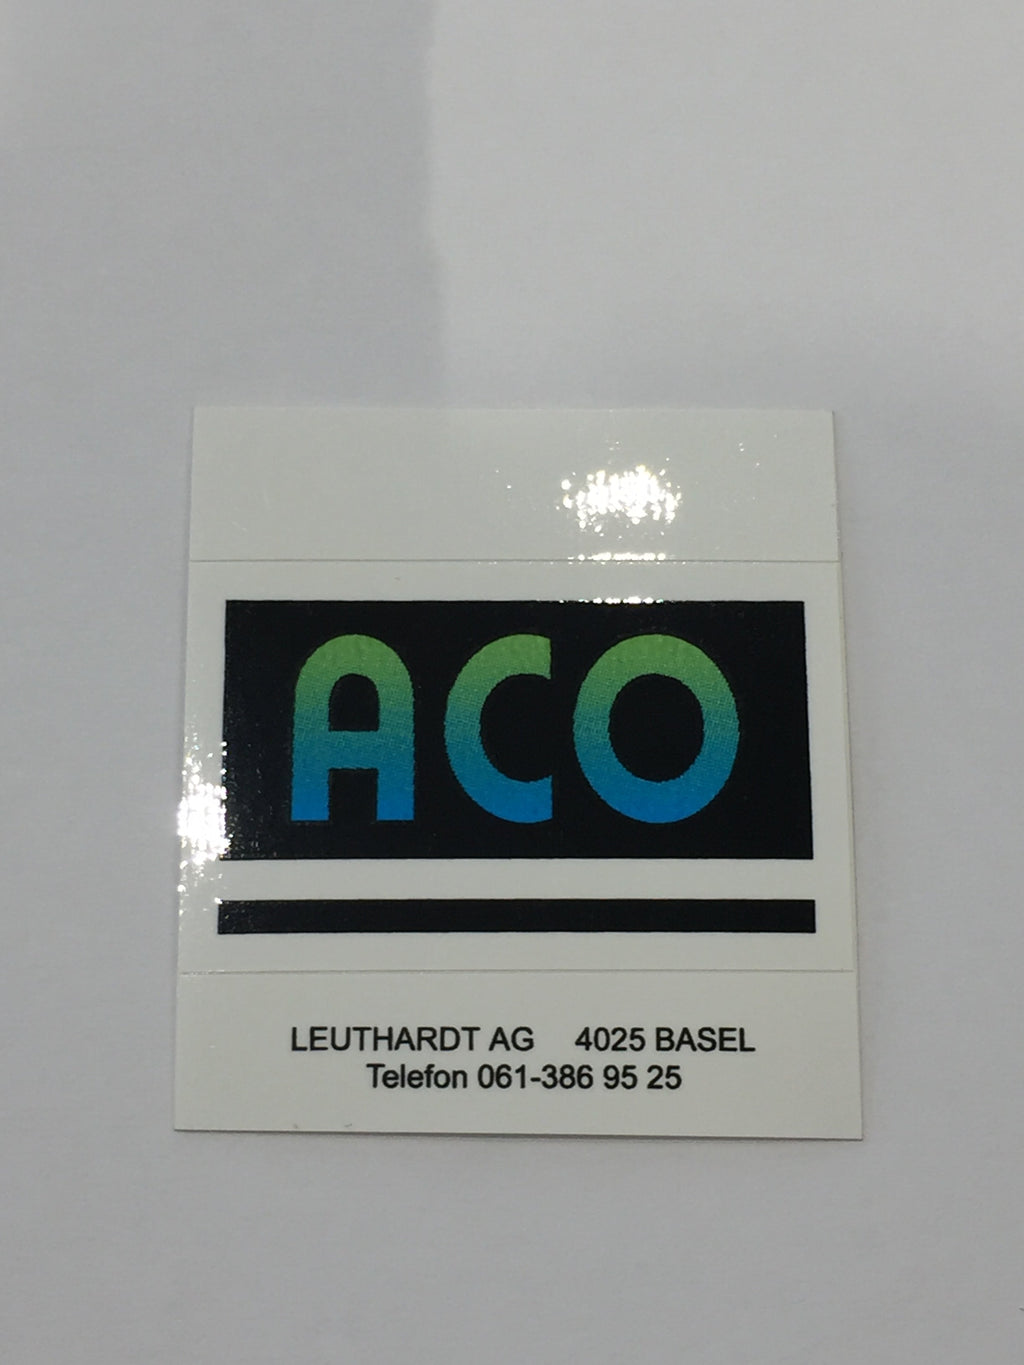 ACO
LEUTHARDT AG 4025 BASEL
Telefon 061-386 95 25